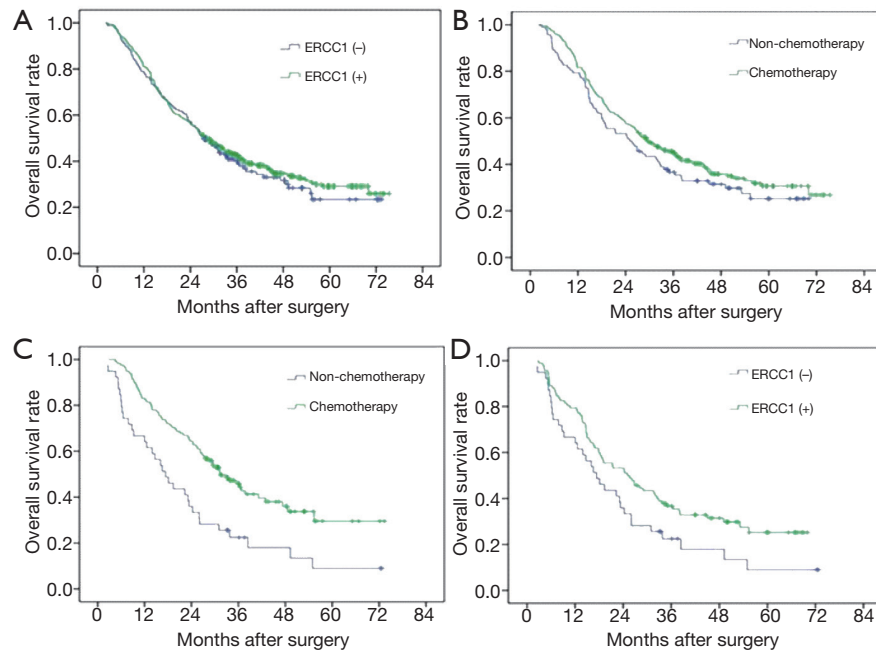 A
Overall survival rate
1.0
0.8
0.6
0.4
0.2
0.0
ERCC1 (–)
ERCC1 (+)
0 12 24 36 48 60 72 84
Months after surgery
B
Overall survival rate
1.0
0.8
0.6
0.4
0.2
0.0
Non-chemotherapy
Chemotherapy
0 12 24 36 48 60 72 84
Months after surgery
C
Overall survival rate
1.0
0.8
0.6
0.4
0.2
0.0
Non-chemotherapy
Chemotherapy
0 12 24 36 48 60 72 84
Months after surgery
D
Overall survival rate
1.0
0.8
0.6
0.4
0.2
0.0
ERCC1 (–)
ERCC1 (+)
0 12 24 36 48 60 72 84
Months after surgery